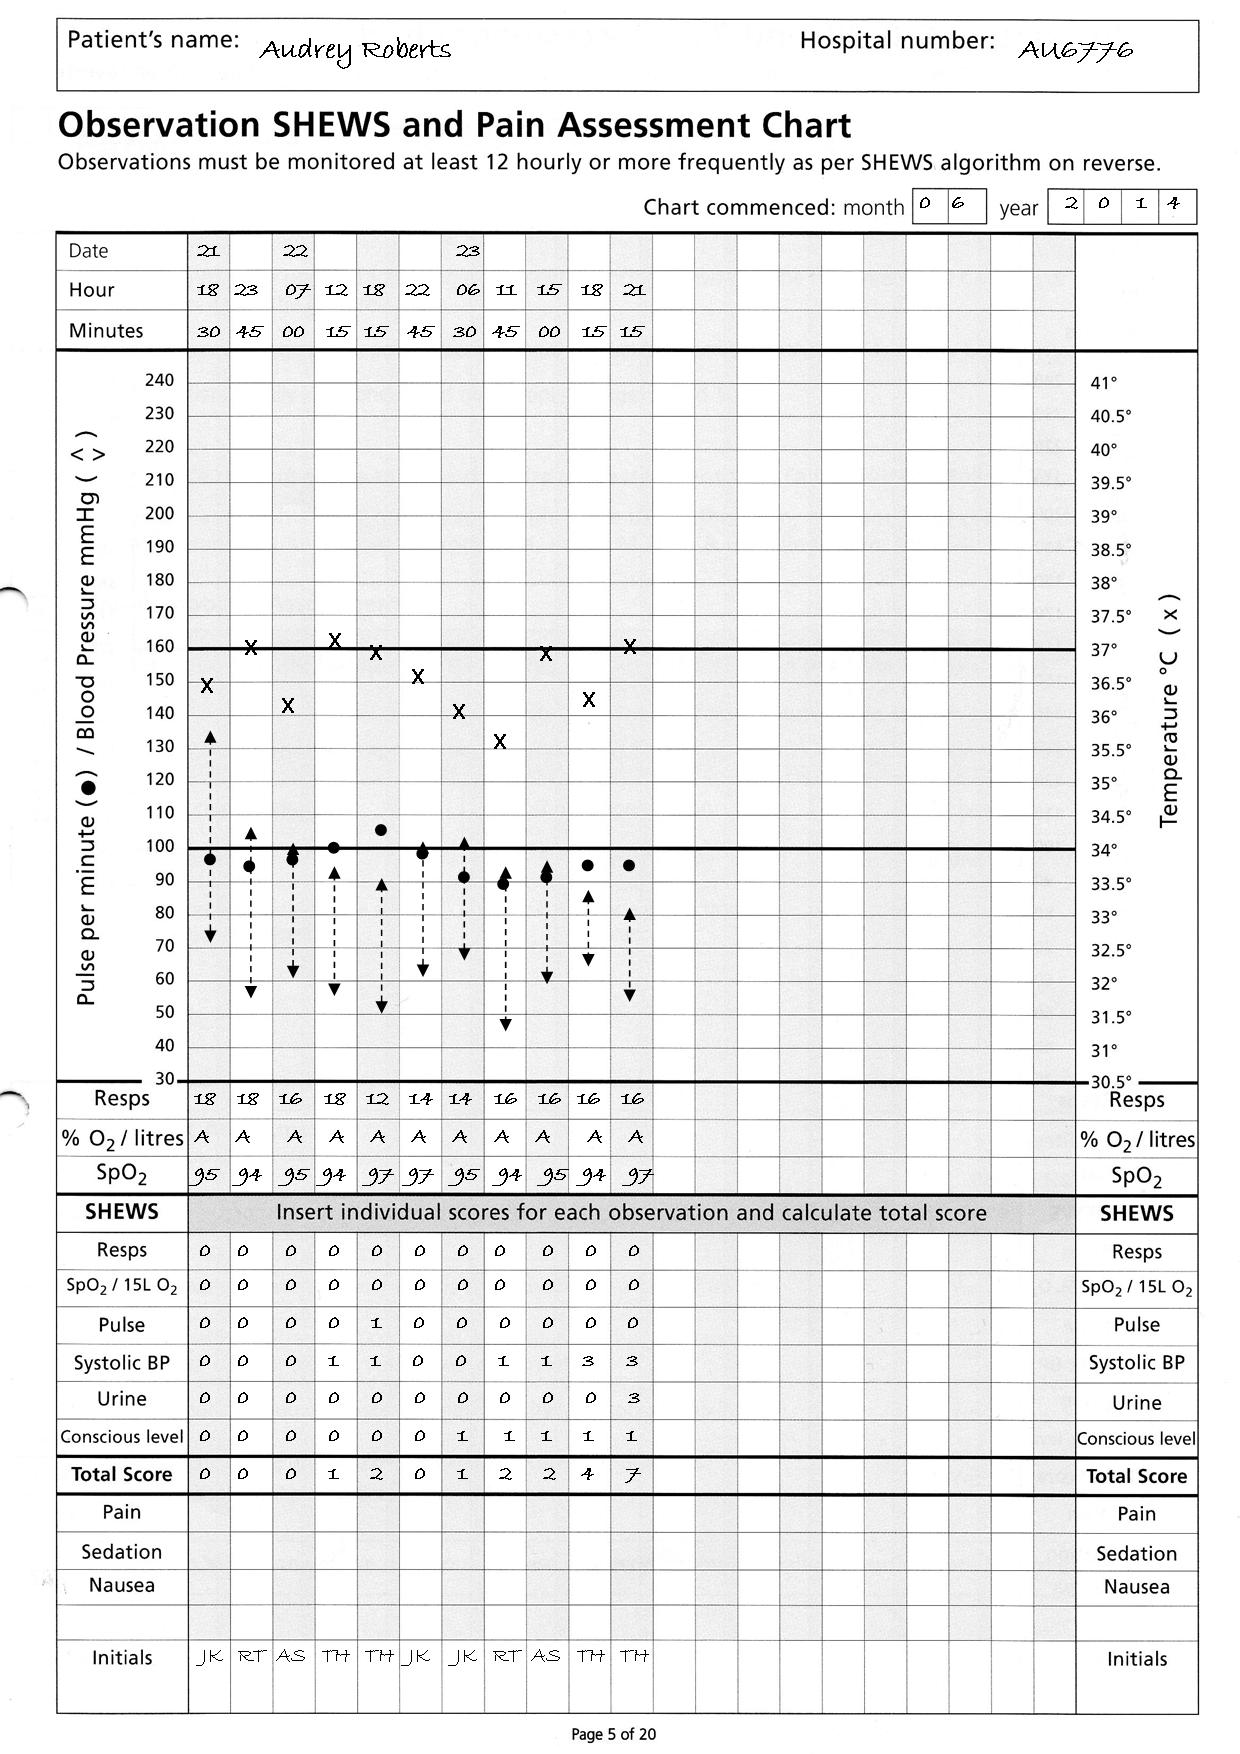 Patient's name: Audrey Roberts Hospital number: AU6776
Observation SHEWS and Pain Assessment Chart
Observations must be monitored at least 12 hourly or more frequently as per SHEWS algorithm on reverse.
Chart commenced: month 0 6 year 2 0 1 4
Date 21 22 23
Hour 18 23 07 12 18 22 06 11 15 18 21
Minutes 30 45 00 15 15 45 30 45 00 15 15
Pulse per minute (●) / Blood Pressure mmHg ( <> )
240 41°
230 40.5°
220 40°
210 39.5°
200 39°
190 38.5°
180 38°
170 37.5°
160 37°
150 36.5°
140 36°
130 35.5°
120 35°
110 34.5°
100 34°
90 33.5°
80 33°
70 32.5°
60 32°
50 31.5°
40 31°
30 30.5°
Temperature °C ( x )
Resps 18 18 16 18 12 14 14 16 16 16 16 Resps
% O₂ / litres A A A A A A A A A A A % O₂ / litres
SpO₂ 95 94 95 94 97 97 95 94 95 94 97 SpO₂
SHEWS Insert individual scores for each observation and calculate total score SHEWS
Resps 0 0 0 0 0 0 0 0 0 0 0 Resps
SpO₂ / 15L O₂ 0 0 0 0 0 0 0 0 0 0 0 SpO₂ / 15L O₂
Pulse 0 0 0 0 1 0 0 0 0 0 0 Pulse
Systolic BP 0 0 0 1 1 0 0 1 1 3 3 Systolic BP
Urine 0 0 0 0 0 0 0 0 0 0 3 Urine
Conscious level 0 0 0 0 0 0 1 1 1 1 1 Conscious level
Total Score 0 0 0 1 2 0 1 2 2 4 7 Total Score
Pain Pain
Sedation Sedation
Nausea Nausea
Initials JK RT AS TH TH JK JK RT AS TH TH Initials
Page 5 of 20